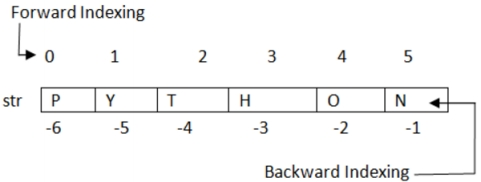 Forward Indexing
0 1 2 3 4 5
str P Y T H O N
-6 -5 -4 -3 -2 -1
Backward Indexing